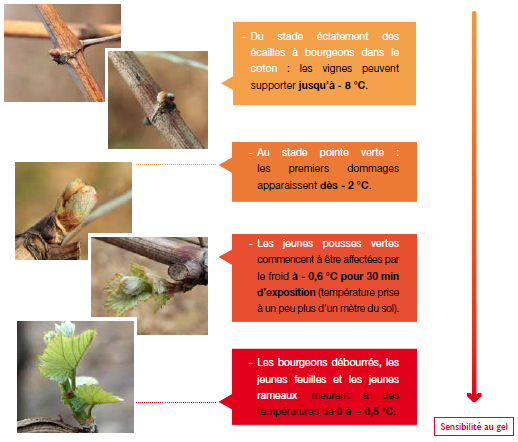 - Du stade éclatement des
écailles à bourgeons dans le
coton : les vignes peuvent
supporter jusqu'à - 8 °C.
- Au stade pointe verte :
les premiers dommages
apparaissent dès - 2 °C.
- Les jeunes pousses vertes
commencent à être affectées par
le froid à - 0,6 °C pour 30 min
d'exposition (température prise
à un peu plus d'un mètre du sol).
- Les bourgeons débourrés, les
jeunes feuilles et les jeunes
rameaux meurent à des
températures de 0 à - 0,5 °C.
Sensibilité au gel